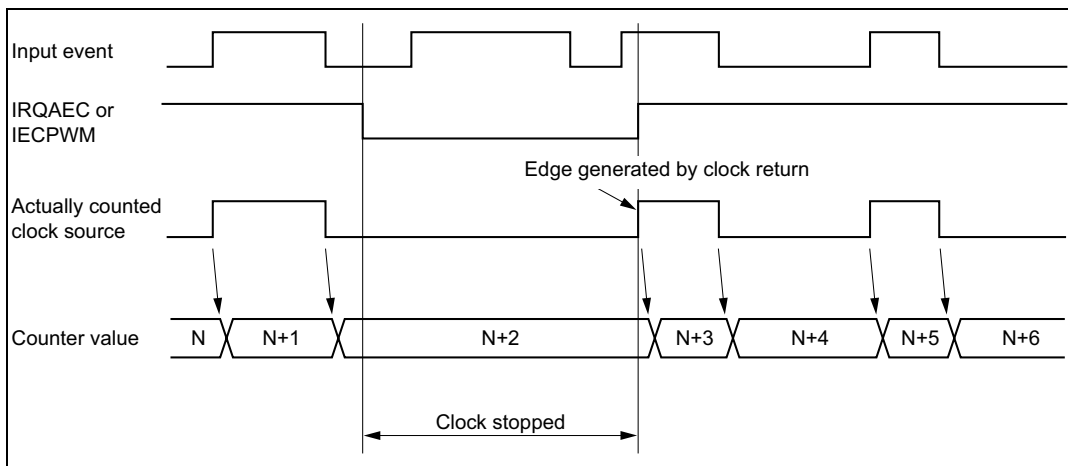 Input event
IRQAEC or
IECPWM
Edge generated by clock return
Actually counted
clock source
Counter value
N
N+1
N+2
N+3
N+4
N+5
N+6
Clock stopped